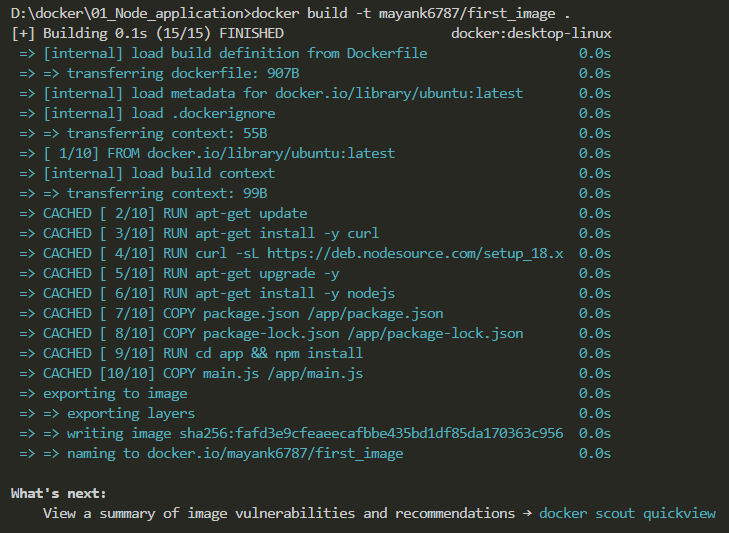 D:\docker\01_Node_application>docker build -t mayank6787/first_image .
[+] Building 0.1s (15/15) FINISHED docker:desktop-linux
=> [internal] load build definition from Dockerfile 0.0s
=> => transferring dockerfile: 907B 0.0s
=> [internal] load metadata for docker.io/library/ubuntu:latest 0.0s
=> [internal] load .dockerignore 0.0s
=> => transferring context: 55B 0.0s
=> [ 1/10] FROM docker.io/library/ubuntu:latest 0.0s
=> [internal] load build context 0.0s
=> => transferring context: 99B 0.0s
=> CACHED [ 2/10] RUN apt-get update 0.0s
=> CACHED [ 3/10] RUN apt-get install -y curl 0.0s
=> CACHED [ 4/10] RUN curl -sL https://deb.nodesource.com/setup_18.x 0.0s
=> CACHED [ 5/10] RUN apt-get upgrade -y 0.0s
=> CACHED [ 6/10] RUN apt-get install -y nodejs 0.0s
=> CACHED [ 7/10] COPY package.json /app/package.json 0.0s
=> CACHED [ 8/10] COPY package-lock.json /app/package-lock.json 0.0s
=> CACHED [ 9/10] RUN cd app && npm install 0.0s
=> CACHED [10/10] COPY main.js /app/main.js 0.0s
=> exporting to image 0.0s
=> => exporting layers 0.0s
=> => writing image sha256:fafd3e9cfeaeecafbbe435bd1df85da170363c956 0.0s
=> => naming to docker.io/mayank6787/first_image 0.0s
What's next:
View a summary of image vulnerabilities and recommendations → docker scout quickview